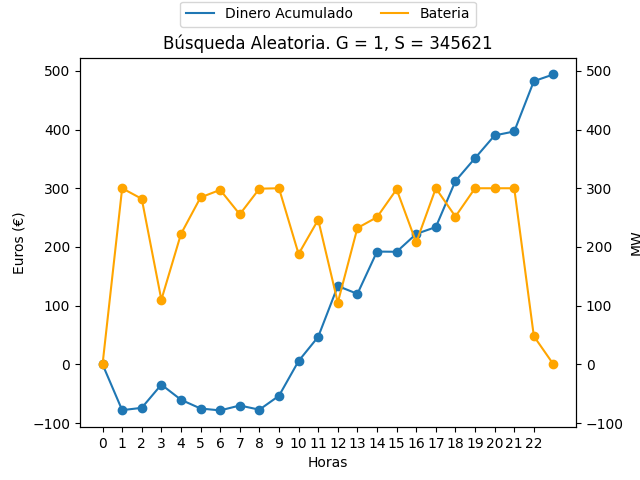 Dinero Acumulado Bateria
Búsqueda Aleatoria. G = 1, S = 345621
500 500
400 400
300 300
200 200
100 100
0 0
−100 −100
Euros (€)
MW
0 1 2 3 4 5 6 7 8 9 10 11 12 13 14 15 16 17 18 19 20 21 22
Horas